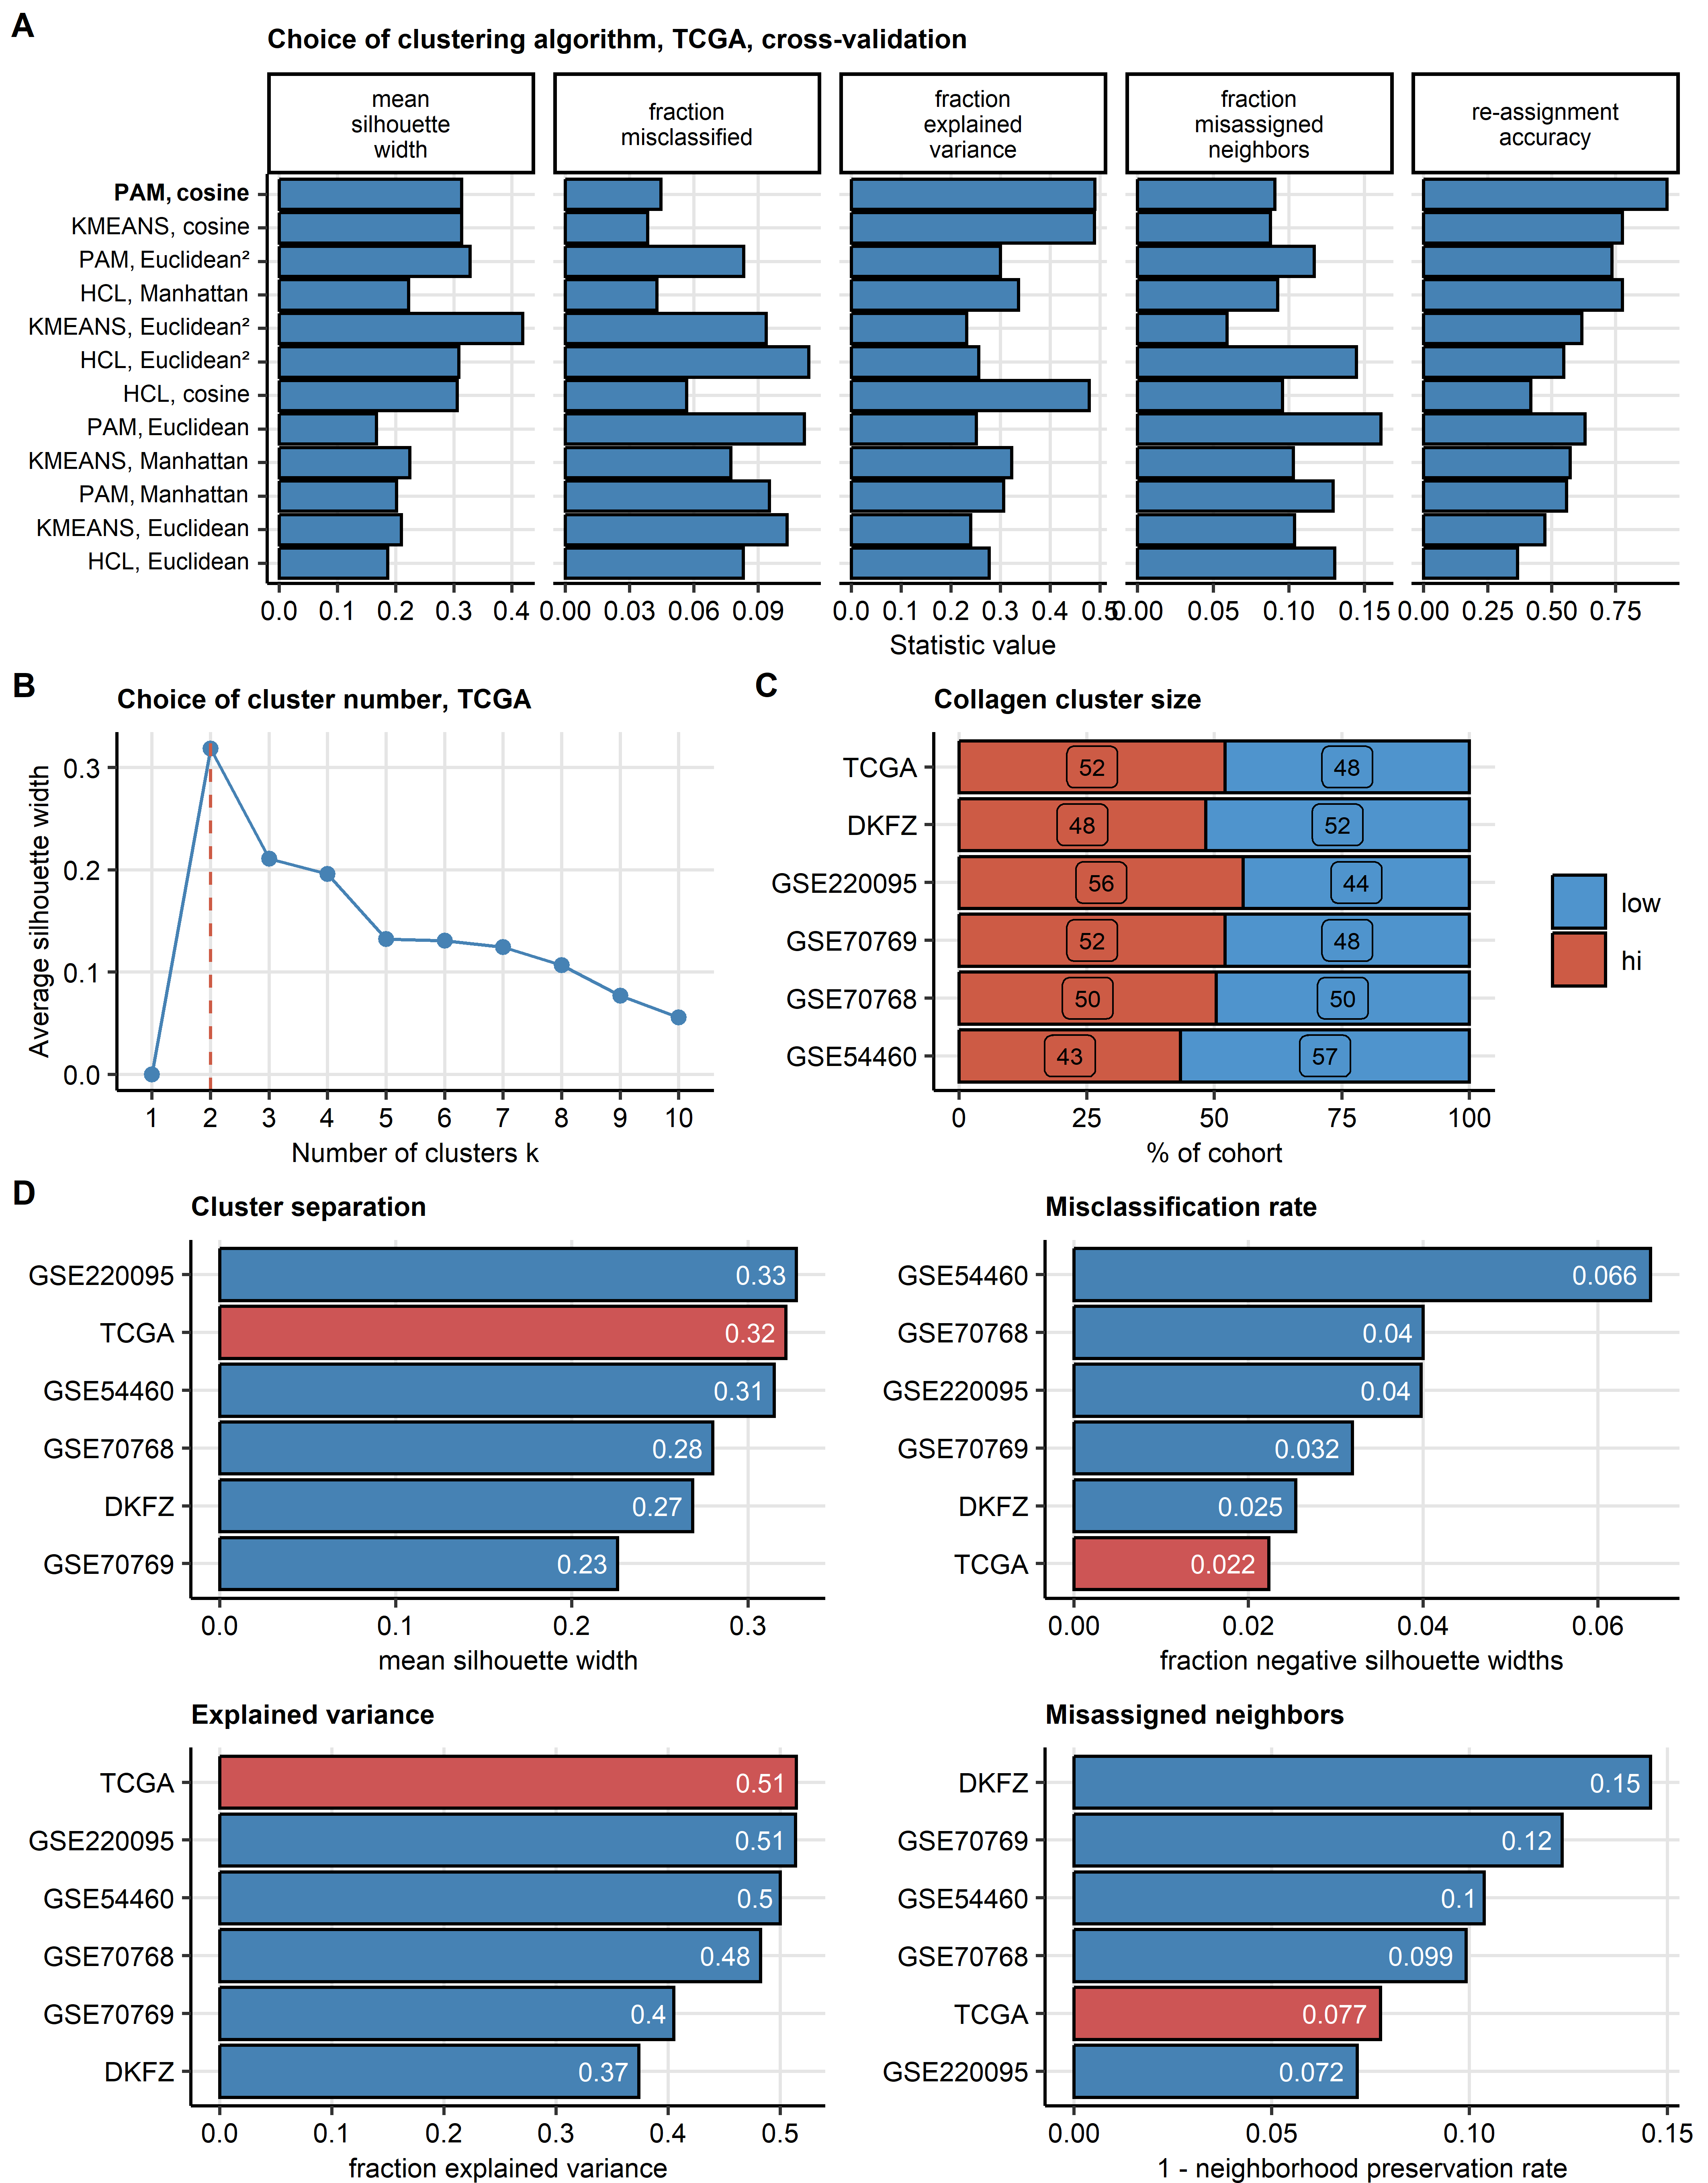 A
Choice of clustering algorithm, TCGA, cross-validation
mean
silhouette
width
fraction
misclassified
fraction
explained
variance
fraction
misassigned
neighbors
re-assignment
accuracy
PAM, cosine
KMEANS, cosine
PAM, Euclidean²
HCL, Manhattan
KMEANS, Euclidean²
HCL, Euclidean²
HCL, cosine
PAM, Euclidean
KMEANS, Manhattan
PAM, Manhattan
KMEANS, Euclidean
HCL, Euclidean
0.0 0.1 0.2 0.3 0.4
0.00 0.03 0.06 0.09
0.0 0.1 0.2 0.3 0.4 0.5
0.00 0.05 0.10 0.15
0.00 0.25 0.50 0.75
Statistic value
B
Choice of cluster number, TCGA
Average silhouette width
0.3
0.2
0.1
0.0
1 2 3 4 5 6 7 8 9 10
Number of clusters k
C
Collagen cluster size
TCGA 52 48
DKFZ 48 52
GSE220095 56 44
GSE70769 52 48
GSE70768 50 50
GSE54460 43 57
0 25 50 75 100
% of cohort
low
hi
D
Cluster separation
GSE220095 0.33
TCGA 0.32
GSE54460 0.31
GSE70768 0.28
DKFZ 0.27
GSE70769 0.23
0.0 0.1 0.2 0.3
mean silhouette width
Misclassification rate
GSE54460 0.066
GSE70768 0.04
GSE220095 0.04
GSE70769 0.032
DKFZ 0.025
TCGA 0.022
0.00 0.02 0.04 0.06
fraction negative silhouette widths
Explained variance
TCGA 0.51
GSE220095 0.51
GSE54460 0.5
GSE70768 0.48
GSE70769 0.4
DKFZ 0.37
0.0 0.1 0.2 0.3 0.4 0.5
fraction explained variance
Misassigned neighbors
DKFZ 0.15
GSE70769 0.12
GSE54460 0.1
GSE70768 0.099
TCGA 0.077
GSE220095 0.072
0.00 0.05 0.10 0.15
1 - neighborhood preservation rate